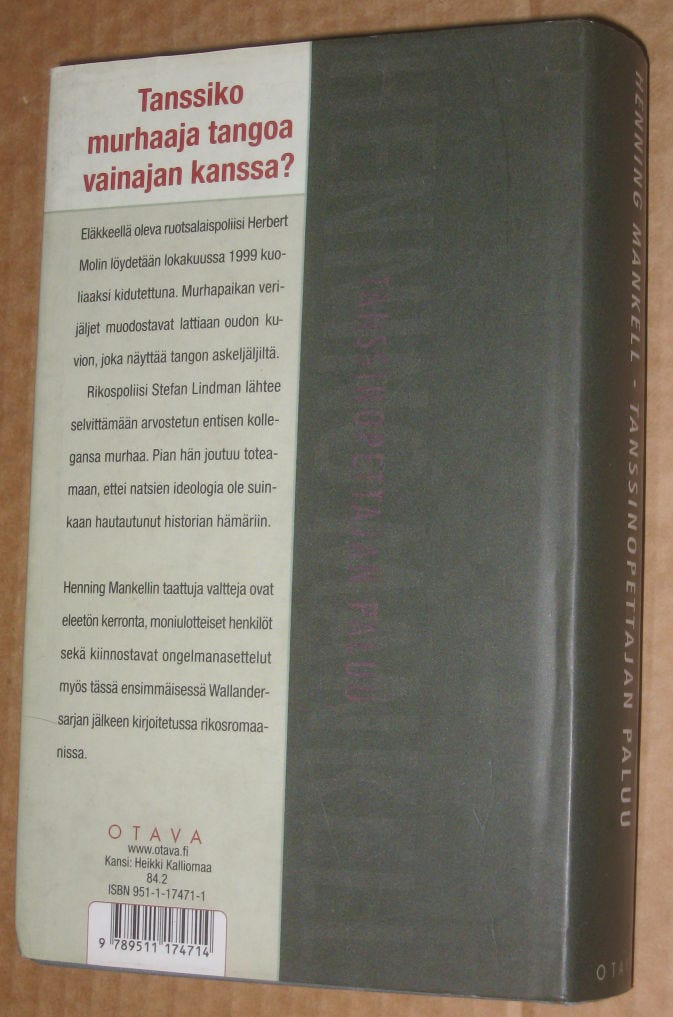 Tanssiko
murhaaja tangoa
vainajan kanssa?
Eläkkeellä oleva ruotsalaispoliisi Herbert
Molin löydetään lokakuussa 1999 kuo-
liaaksi kidutettuna. Murhapaikan veri-
jäljet muodostavat lattiaan oudon ku-
vion, joka näyttää tangon askeljäljiltä.
Rikospoliisi Stefan Lindman lähtee
selvittämään arvostetun entisen kolle-
gansa murhaa. Pian hän joutuu totea-
maan, ettei natsien ideologia ole suin-
kaan hautautunut historian hämäriin.
Henning Mankellin taattuja valtteja ovat
eleetön kerronta, moniulotteiset henkilöt
sekä kiinnostavat ongelmanasettelut
myös tässä ensimmäisessä Wallander-
sarjan jälkeen kirjoitetussa rikosromaa-
nissa.
OTAVA
www.otava.fi
Kansi: Heikki Kalliomaa
84.2
ISBN 951-1-17471-1
9 789511 174714
TANSSINOPETTAJAN PALUU
HENNING MANKELL - TANSSINOPETTAJAN PALUU